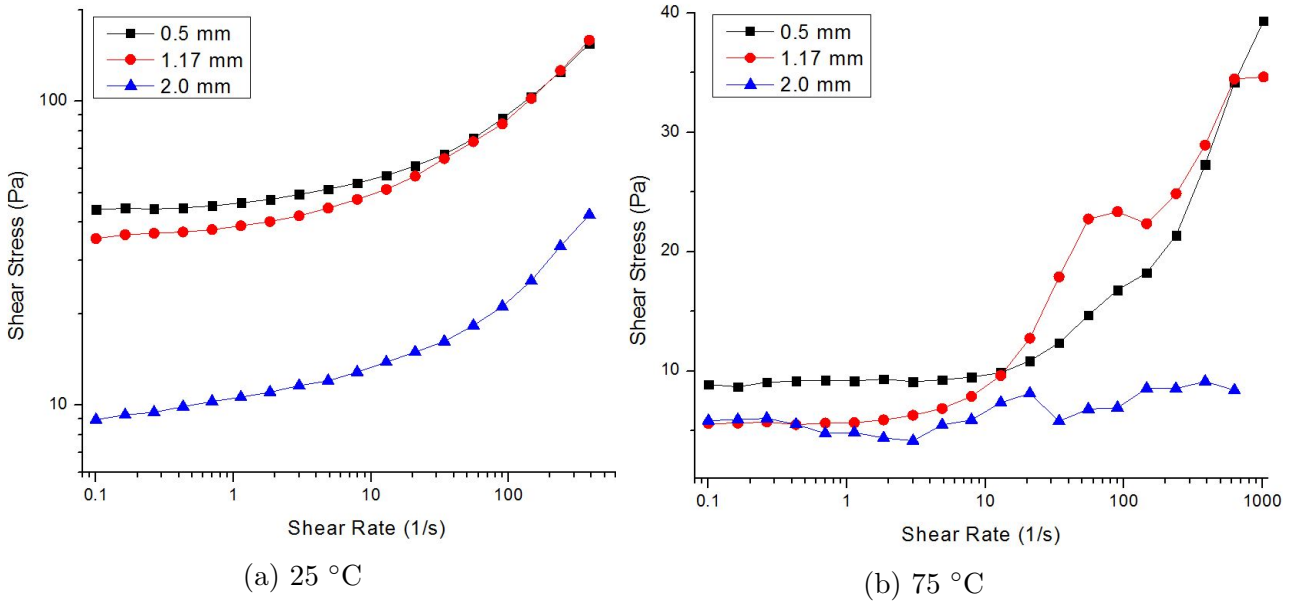 0.5 mm
1.17 mm
2.0 mm
100
10
Shear Stress (Pa)
0.1 1 10 100
Shear Rate (1/s)
(a) 25 °C
0.5 mm
1.17 mm
2.0 mm
40
30
20
10
Shear Stress (Pa)
0.1 1 10 100 1000
Shear Rate (1/s)
(b) 75 °C